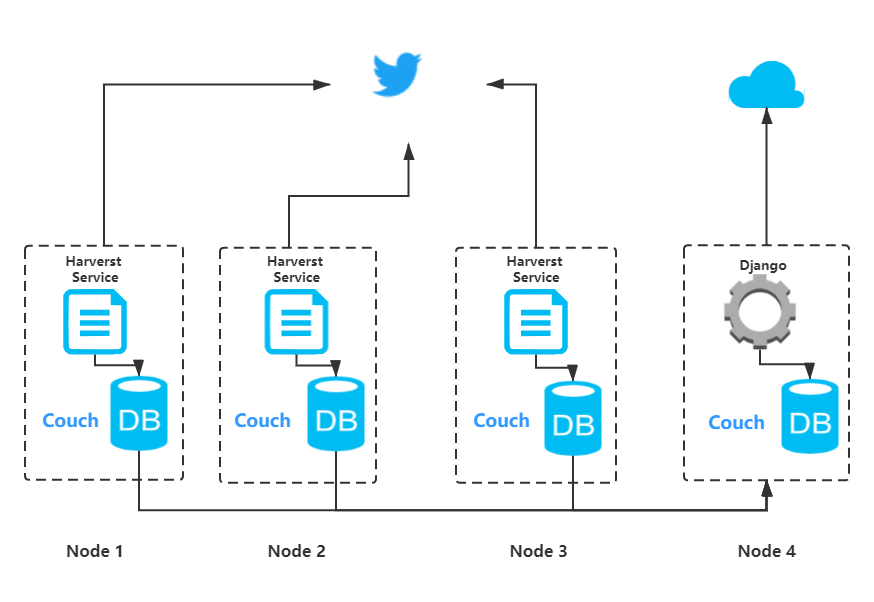 Harverst
Service
Couch
DB
Harverst
Service
Couch
DB
Harverst
Service
Couch
DB
Django
Couch
DB
Node 1
Node 2
Node 3
Node 4